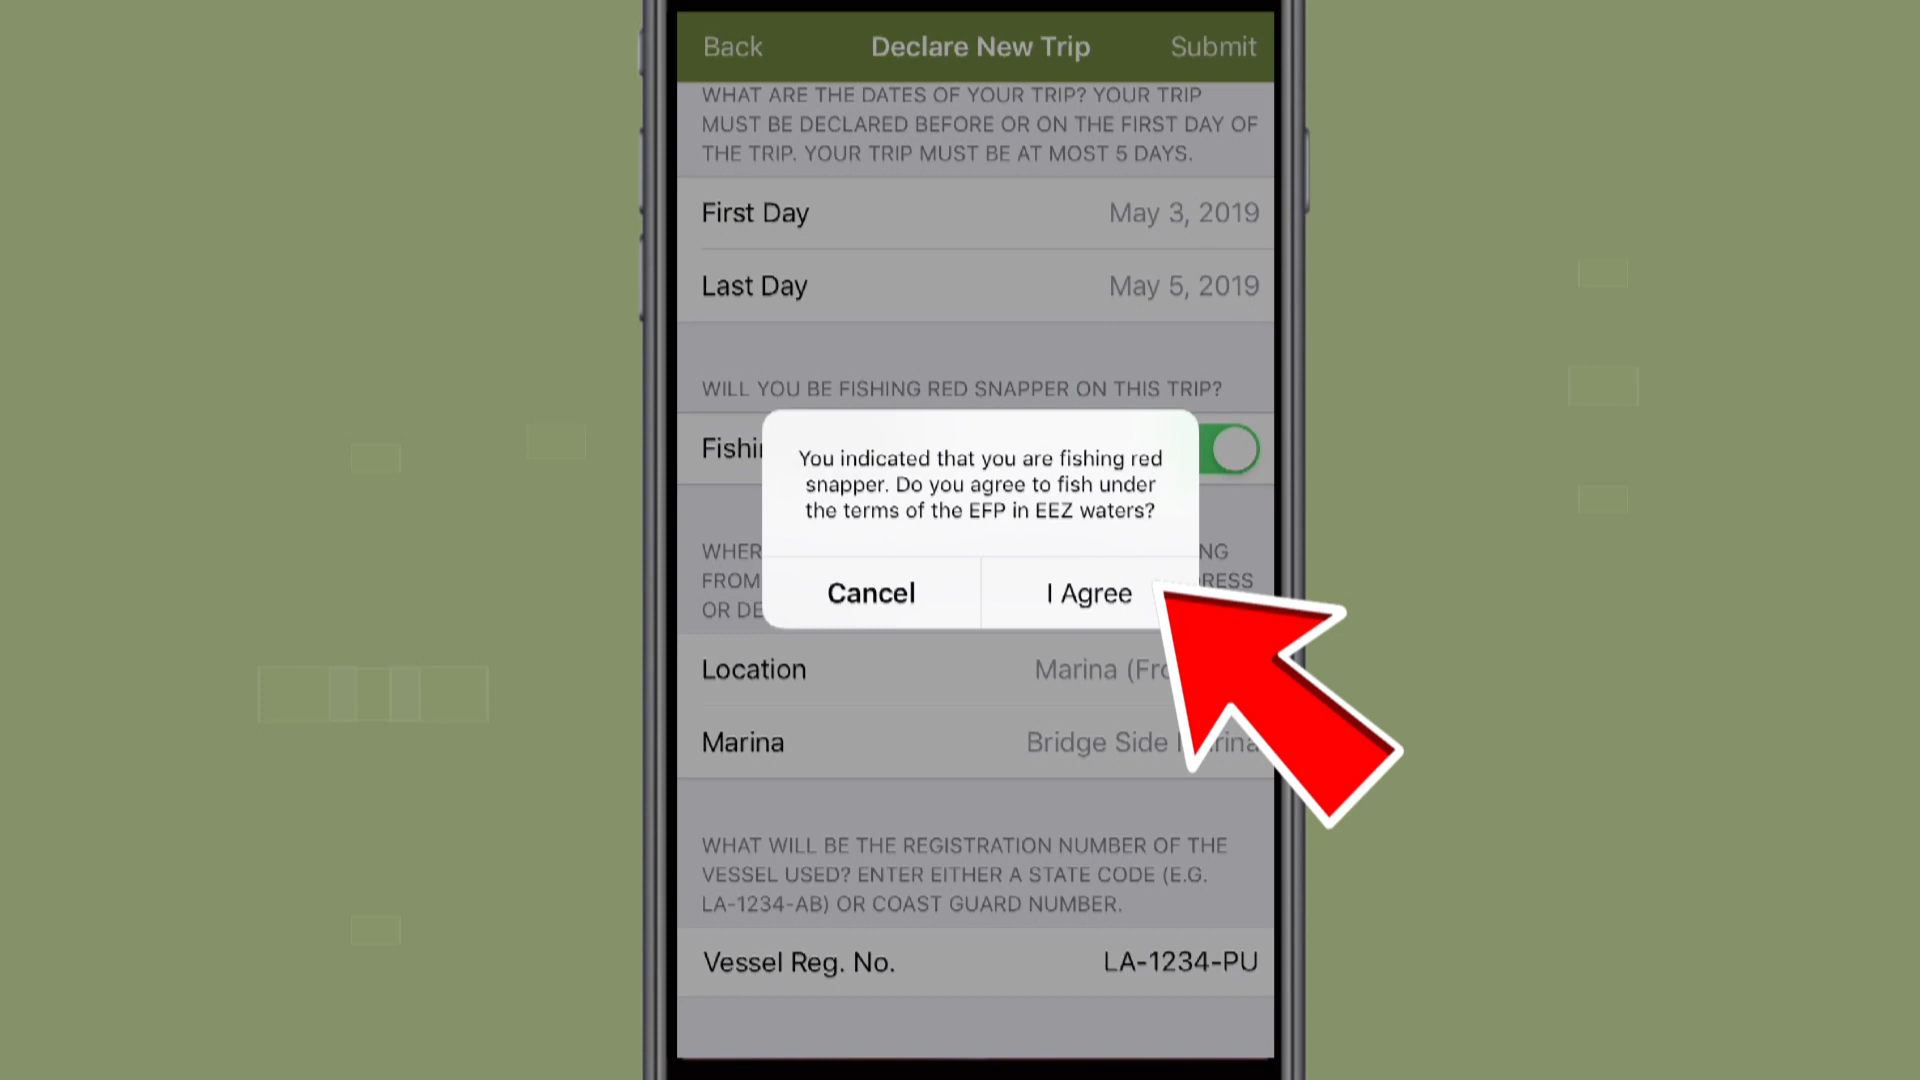 Back Declare New Trip Submit
WHAT ARE THE DATES OF YOUR TRIP? YOUR TRIP
MUST BE DECLARED BEFORE OR ON THE FIRST DAY OF
THE TRIP. YOUR TRIP MUST BE AT MOST 5 DAYS.
First Day May 3, 2019
Last Day May 5, 2019
WILL YOU BE FISHING RED SNAPPER ON THIS TRIP?
You indicated that you are fishing red
snapper. Do you agree to fish under
the terms of the EFP in EEZ waters?
Cancel I Agree
FROM
OR
Location Marina
Marina Bridge Side
WHAT WILL BE THE REGISTRATION NUMBER OF THE
VESSEL USED? ENTER EITHER A STATE CODE (E.G.
LA-1234-AB) OR COAST GUARD NUMBER.
Vessel Reg. No. LA-1234-PU